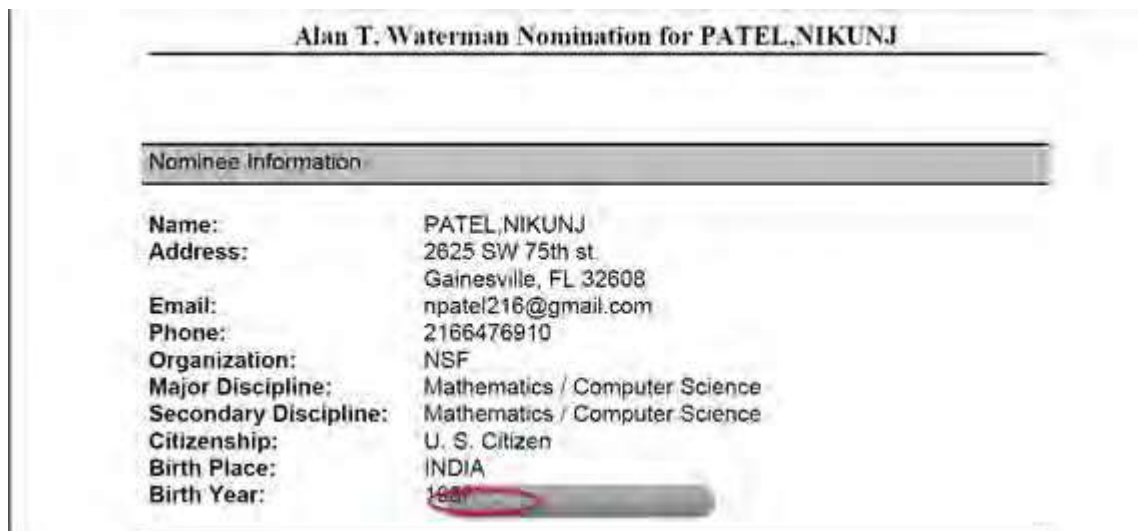 Alan T. Waterman Nomination for PATEL,NIKUNJ
Nominee Information
Name: PATEL,NIKUNJ
Address: 2625 SW 75th st.
Gainesville, FL 32608
Email: npatel216@gmail.com
Phone: 2166476910
Organization: NSF
Major Discipline: Mathematics / Computer Science
Secondary Discipline: Mathematics / Computer Science
Citizenship: U. S. Citizen
Birth Place: INDIA
Birth Year: